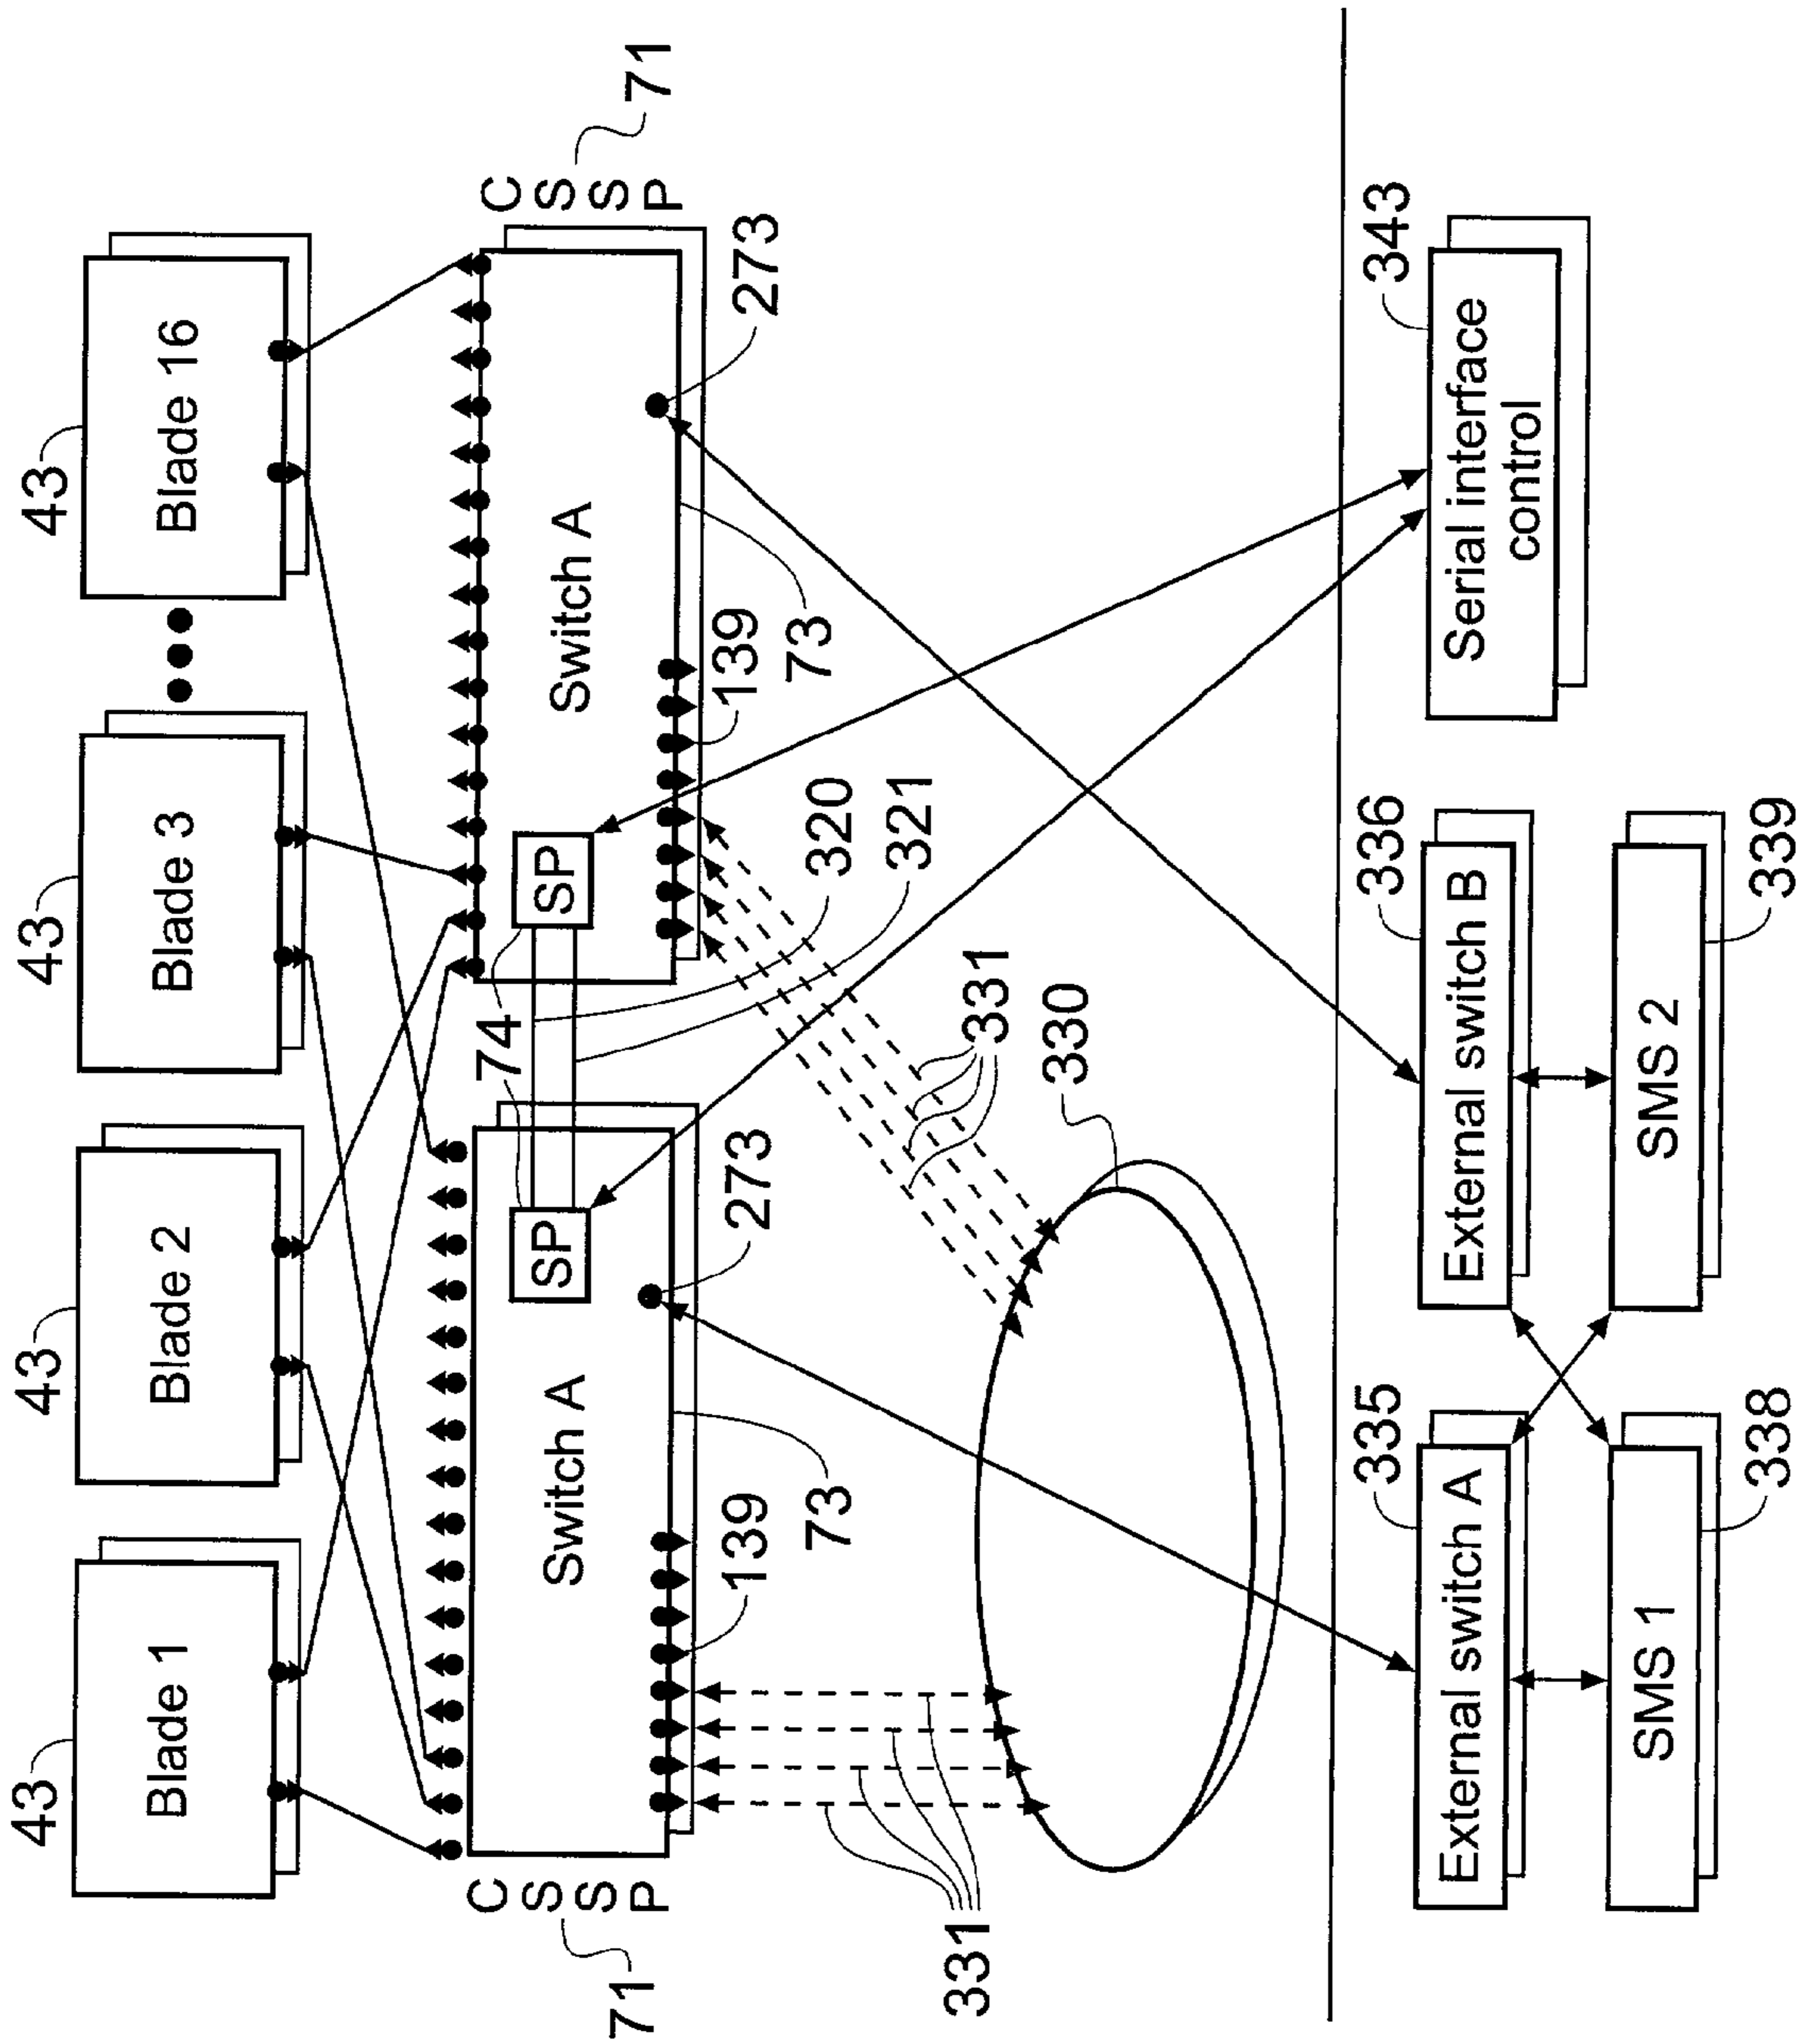 43
43
43
43
Blade 1
Blade 2
Blade 3
Blade 16
C
S
S
P
71
Switch A
SP
74
SP
Switch A
C
S
S
P
71
139
73
273
320
321
139
73
273
331
331
330
335
336
343
External switch A
External switch B
Serial interface
control
SMS 1
SMS 2
338
339